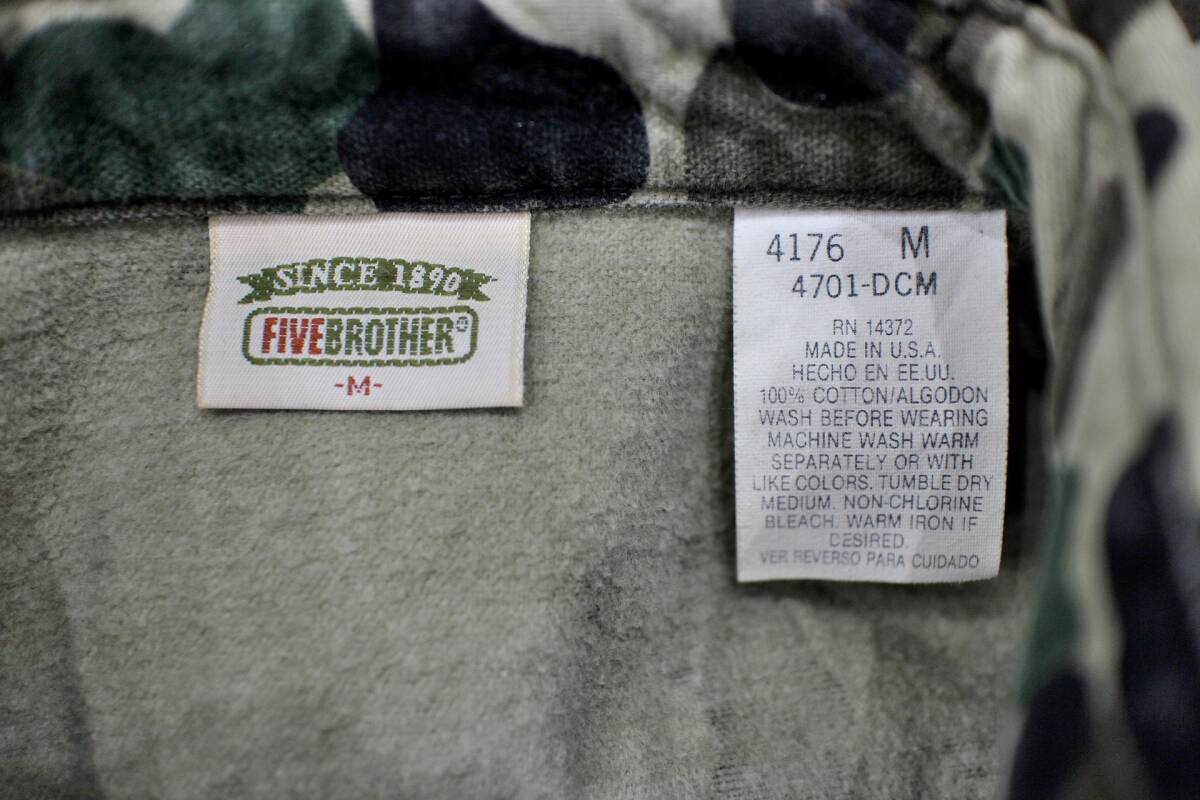 SINCE 1890
FIVEBROTHER®
-M-
4176 M
4701-DCM
RN 14372
MADE IN U.S.A.
HECHO EN EE.UU.
100% COTTON/ALGODON
WASH BEFORE WEARING
MACHINE WASH WARM
SEPARATELY OR WITH
LIKE COLORS. TUMBLE DRY
MEDIUM. NON-CHLORINE
BLEACH. WARM IRON IF
DESIRED.
VER REVERSO PARA CUIDADO